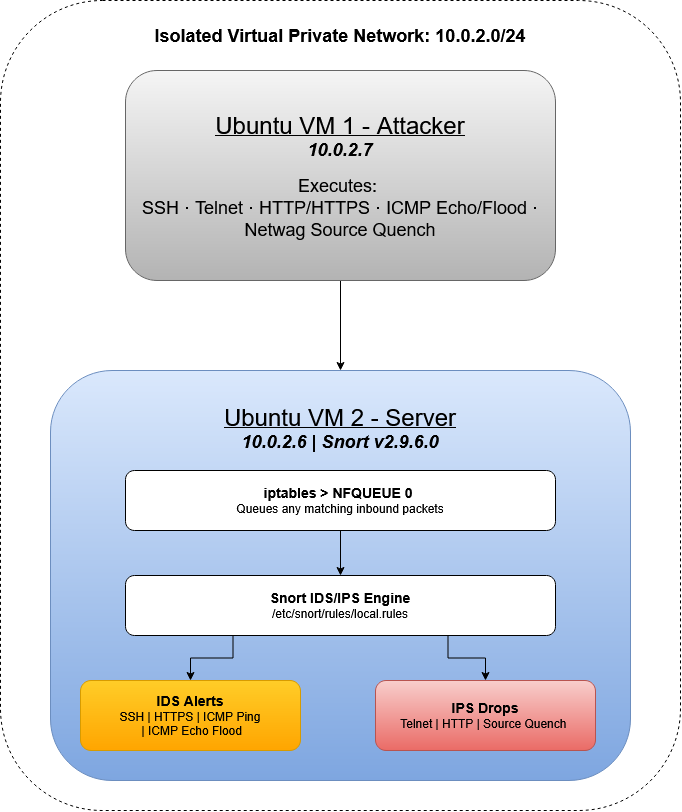 Isolated Virtual Private Network: 10.0.2.0/24
Ubuntu VM 1 - Attacker
10.0.2.7
Executes:
SSH · Telnet · HTTP/HTTPS · ICMP Echo/Flood ·
Netwag Source Quench
Ubuntu VM 2 - Server
10.0.2.6 | Snort v2.9.6.0
iptables > NFQUEUE 0
Queues any matching inbound packets
Snort IDS/IPS Engine
/etc/snort/rules/local.rules
IDS Alerts
SSH | HTTPS | ICMP Ping
| ICMP Echo Flood
IPS Drops
Telnet | HTTP | Source Quench